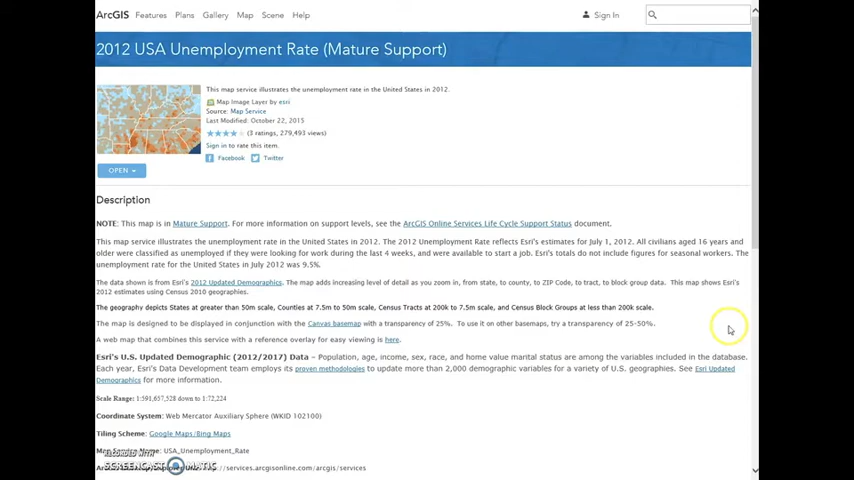 ArcGIS Features Plans Gallery Map Scene Help Sign In
2012 USA Unemployment Rate (Mature Support)
This map service illustrates the unemployment rate in the United States in 2012.
Map Image Layer by esri
Source: Map Service
Last Modified: October 22, 2015
(3 ratings, 279,493 views)
Sign in to rate this item.
Facebook Twitter
OPEN
Description
NOTE: This map is in Mature Support. For more information on support levels, see the ArcGIS Online Services Life Cycle Support Status document.
This map service illustrates the unemployment rate in the United States in 2012. The 2012 Unemployment Rate reflects Esri's estimates for July 1, 2012. All civilians aged 16 years and
older were classified as unemployed if they were looking for work during the last 4 weeks, and were available to start a job. Esri's totals do not include figures for seasonal workers. The
unemployment rate for the United States in July 2012 was 9.5%.
The data shown is from Esri's 2012 Updated Demographics. The map adds increasing level of detail as you zoom in, from state, to county, to ZIP Code, to tract, to block group data. This map shows Esri's
2012 estimates using Census 2010 geographies.
The geography depicts States at greater than 50m scale, Counties at 7.5m to 50m scale, Census Tracts at 200k to 7.5m scale, and Census Block Groups at less than 200k scale.
The map is designed to be displayed in conjunction with the Canvas basemap with a transparency of 25%. To use it on other basemaps, try a transparency of 25-50%.
A web map that combines this service with a reference overlay for easy viewing is here.
Esri's U.S. Updated Demographic (2012/2017) Data – Population, age, income, sex, race, and home value marital status are among the variables included in the database.
Each year, Esri's Data Development team employs its proven methodologies to update more than 2,000 demographic variables for a variety of U.S. geographies. See Esri Updated
Demographics for more information.
Scale Range: 1:591,657,528 down to 1:72,224
Coordinate System: Web Mercator Auxiliary Sphere (WKID 102100)
Tiling Scheme: Google Maps/Bing Maps
Name: USA_Unemployment_Rate
RECORDED WITH
SCREENCAST MATIC
://services.arcgisonline.com/arcgis/services